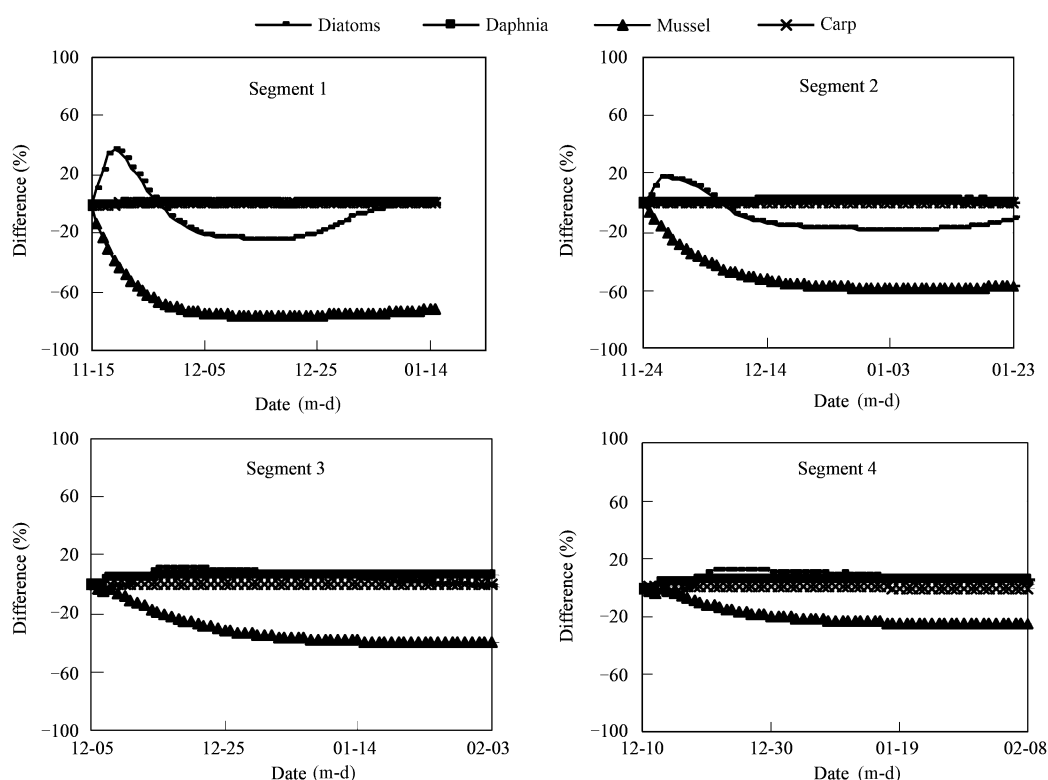 Diatoms Daphnia Mussel Carp
Segment 1
Difference (%)
100
60
20
−20
−60
−100
11-15 12-05 12-25 01-14
Date (m-d)
Segment 2
Difference (%)
100
60
20
−20
−60
−100
11-24 12-14 01-03 01-23
Date (m-d)
Segment 3
Difference (%)
100
60
20
−20
−60
−100
12-05 12-25 01-14 02-03
Date (m-d)
Segment 4
Difference (%)
100
60
20
−20
−60
−100
12-10 12-30 01-19 02-08
Date (m-d)